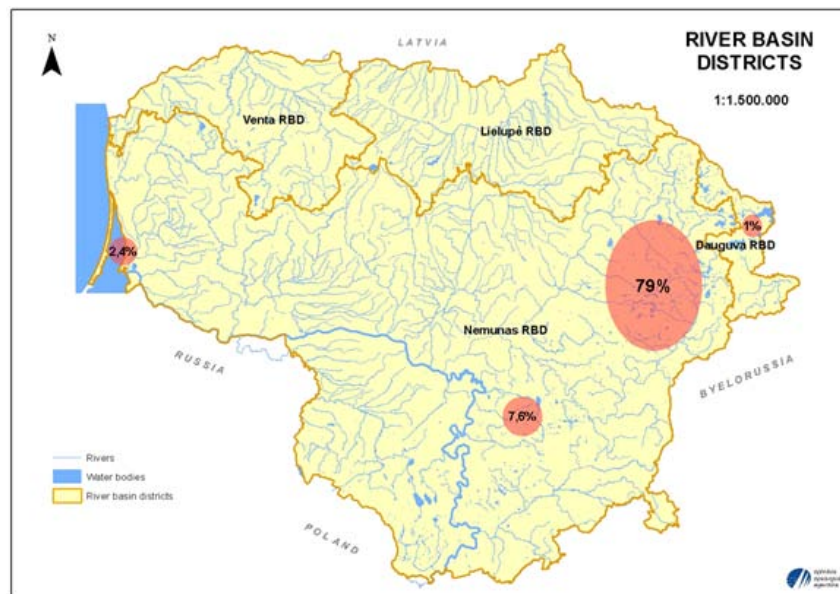 N
LATVIA
RIVER BASIN
DISTRICTS
1:1.500.000
Venta RBD
Lielupė RBD
1%
Dauguva RBD
2,4%
79%
Nemunas RBD
RUSSIA
BYELORUSSIA
7,6%
Rivers
Water bodies
River basin districts
POLAND